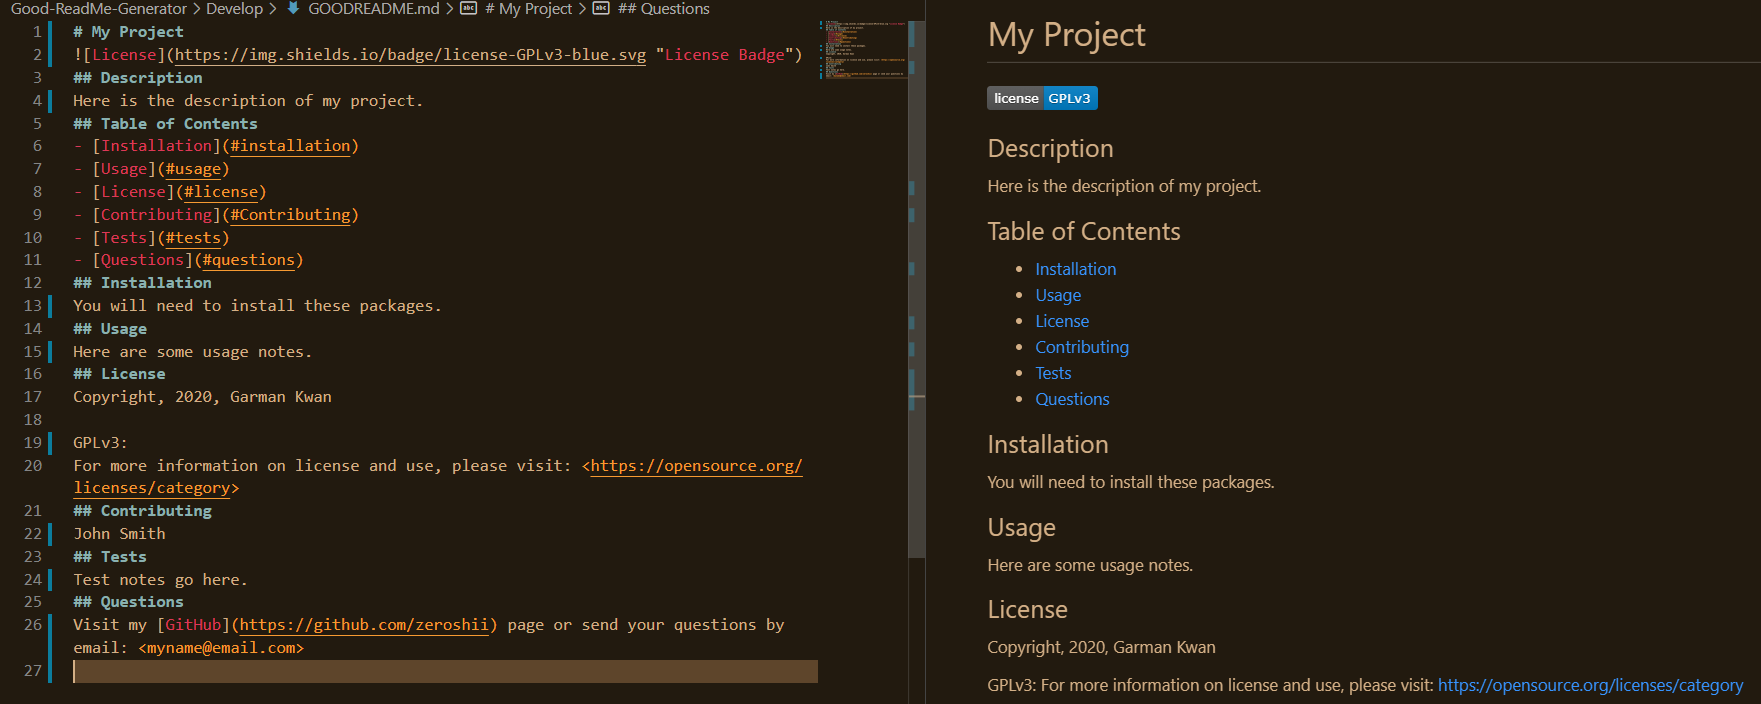 Good-ReadMe-Generator > Develop > GOODREADME.md > abc # My Project > abc ## Questions
1 # My Project
2 ![License](https://img.shields.io/badge/license-GPLv3-blue.svg "License Badge")
3 ## Description
4 Here is the description of my project.
5 ## Table of Contents
6 - [Installation](#installation)
7 - [Usage](#usage)
8 - [License](#license)
9 - [Contributing](#Contributing)
10 - [Tests](#tests)
11 - [Questions](#questions)
12 ## Installation
13 You will need to install these packages.
14 ## Usage
15 Here are some usage notes.
16 ## License
17 Copyright, 2020, Garman Kwan
18
19 GPLv3:
20 For more information on license and use, please visit: <https://opensource.org/
licenses/category>
21 ## Contributing
22 John Smith
23 ## Tests
24 Test notes go here.
25 ## Questions
26 Visit my [GitHub](https://github.com/zeroshii) page or send your questions by
email: <myname@email.com>
27
My Project
license GPLv3
Description
Here is the description of my project.
Table of Contents
• Installation
• Usage
• License
• Contributing
• Tests
• Questions
Installation
You will need to install these packages.
Usage
Here are some usage notes.
License
Copyright, 2020, Garman Kwan
GPLv3: For more information on license and use, please visit: https://opensource.org/licenses/category